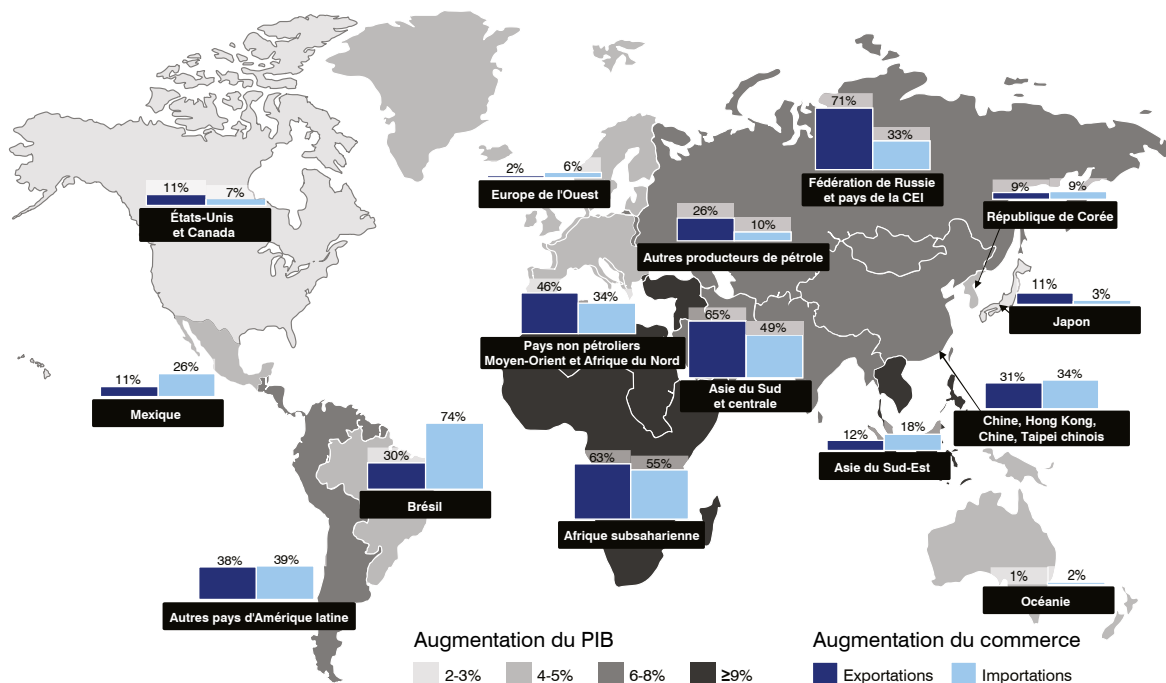 71%
33%
Fédération de Russie
et pays de la CEI
2%
6%
Europe de l'Ouest
11%
7%
États-Unis
et Canada
9%
9%
République de Corée
26%
10%
Autres producteurs de pétrole
46%
34%
Pays non pétroliers
Moyen-Orient et Afrique du Nord
65%
49%
Asie du Sud
et centrale
11%
3%
Japon
11%
26%
Mexique
31%
34%
Chine, Hong Kong,
Chine, Taipei chinois
30%
74%
Brésil
12%
18%
Asie du Sud-Est
63%
55%
Afrique subsaharienne
38%
39%
Autres pays d'Amérique latine
1%
2%
Océanie
Augmentation du PIB
2-3%
4-5%
6-8%
≥9%
Augmentation du commerce
Exportations
Importations